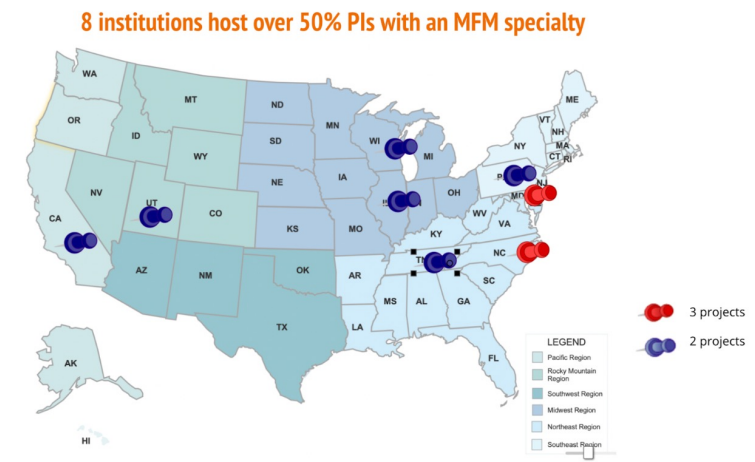 8 institutions host over 50% PIs with an MFM specialty
WA
ME
MT
ND
VT
OR
MN
NH
ID
NY
SD
WI
MA
MI
WY
CT
RI
IA
NE
NJ
OH
NV
UT
CO
WV
CA
VA
KS
MO
KY
NC
AZ
NM
OK
AR
SC
MS
AL
GA
TX
LA
FL
AK
HI
3 projects
2 projects
LEGEND
Pacific Region
Rocky Mountain
Region
Southwest Region
Midwest Region
Northeast Region
Southeast Region